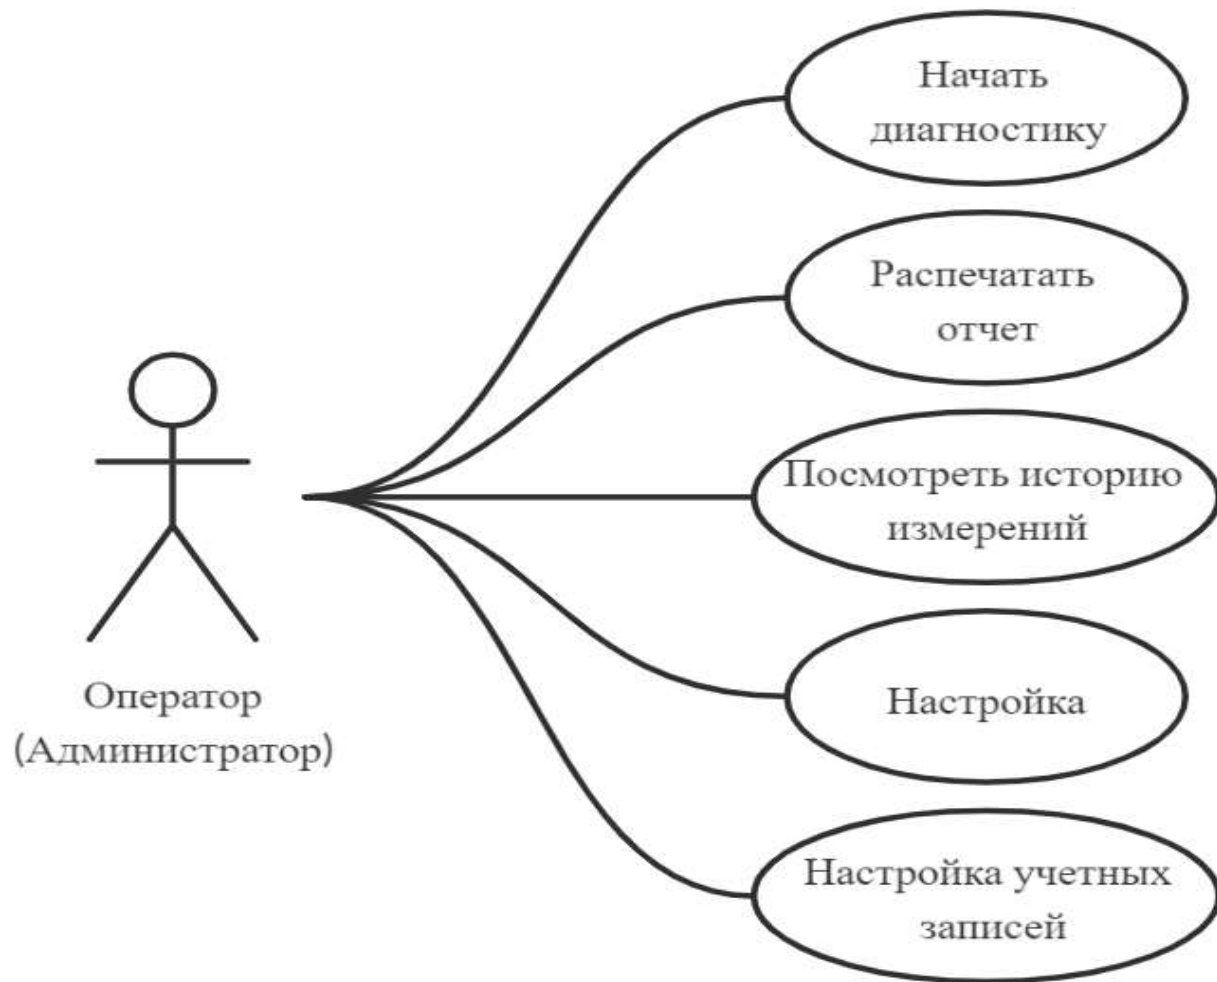 Начать
диагностику
Распечатать
отчет
Посмотреть историю
измерений
Оператор
(Администратор)
Настройка
Настройка учетных
записей